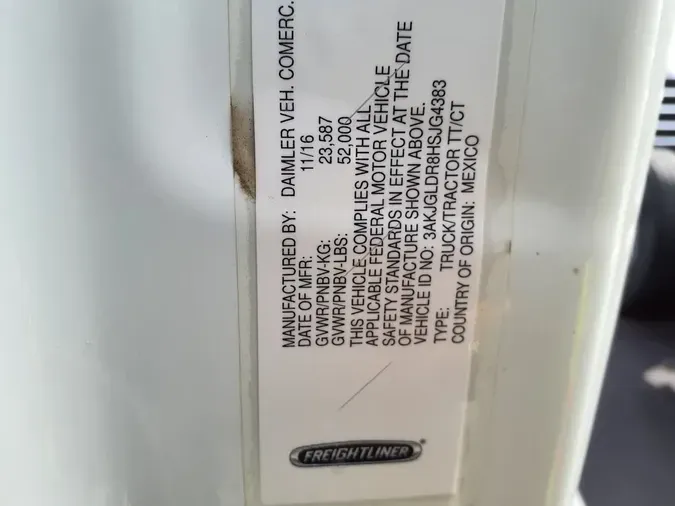 MANUFACTURED BY: DAIMLER VEH. COMERC.
DATE OF MFR: 11/16
GVWR/PNBV-KG: 23,587
GVWR/PNBV-LBS: 52,000
THIS VEHICLE COMPLIES WITH ALL
APPLICABLE FEDERAL MOTOR VEHICLE
SAFETY STANDARDS IN EFFECT AT THE DATE
OF MANUFACTURE SHOWN ABOVE.
VEHICLE ID NO: 3AKJGLDR8HSJG4383
TYPE: TRUCK/TRACTOR TT/CT
COUNTRY OF ORIGIN: MEXICO
FREIGHTLINER